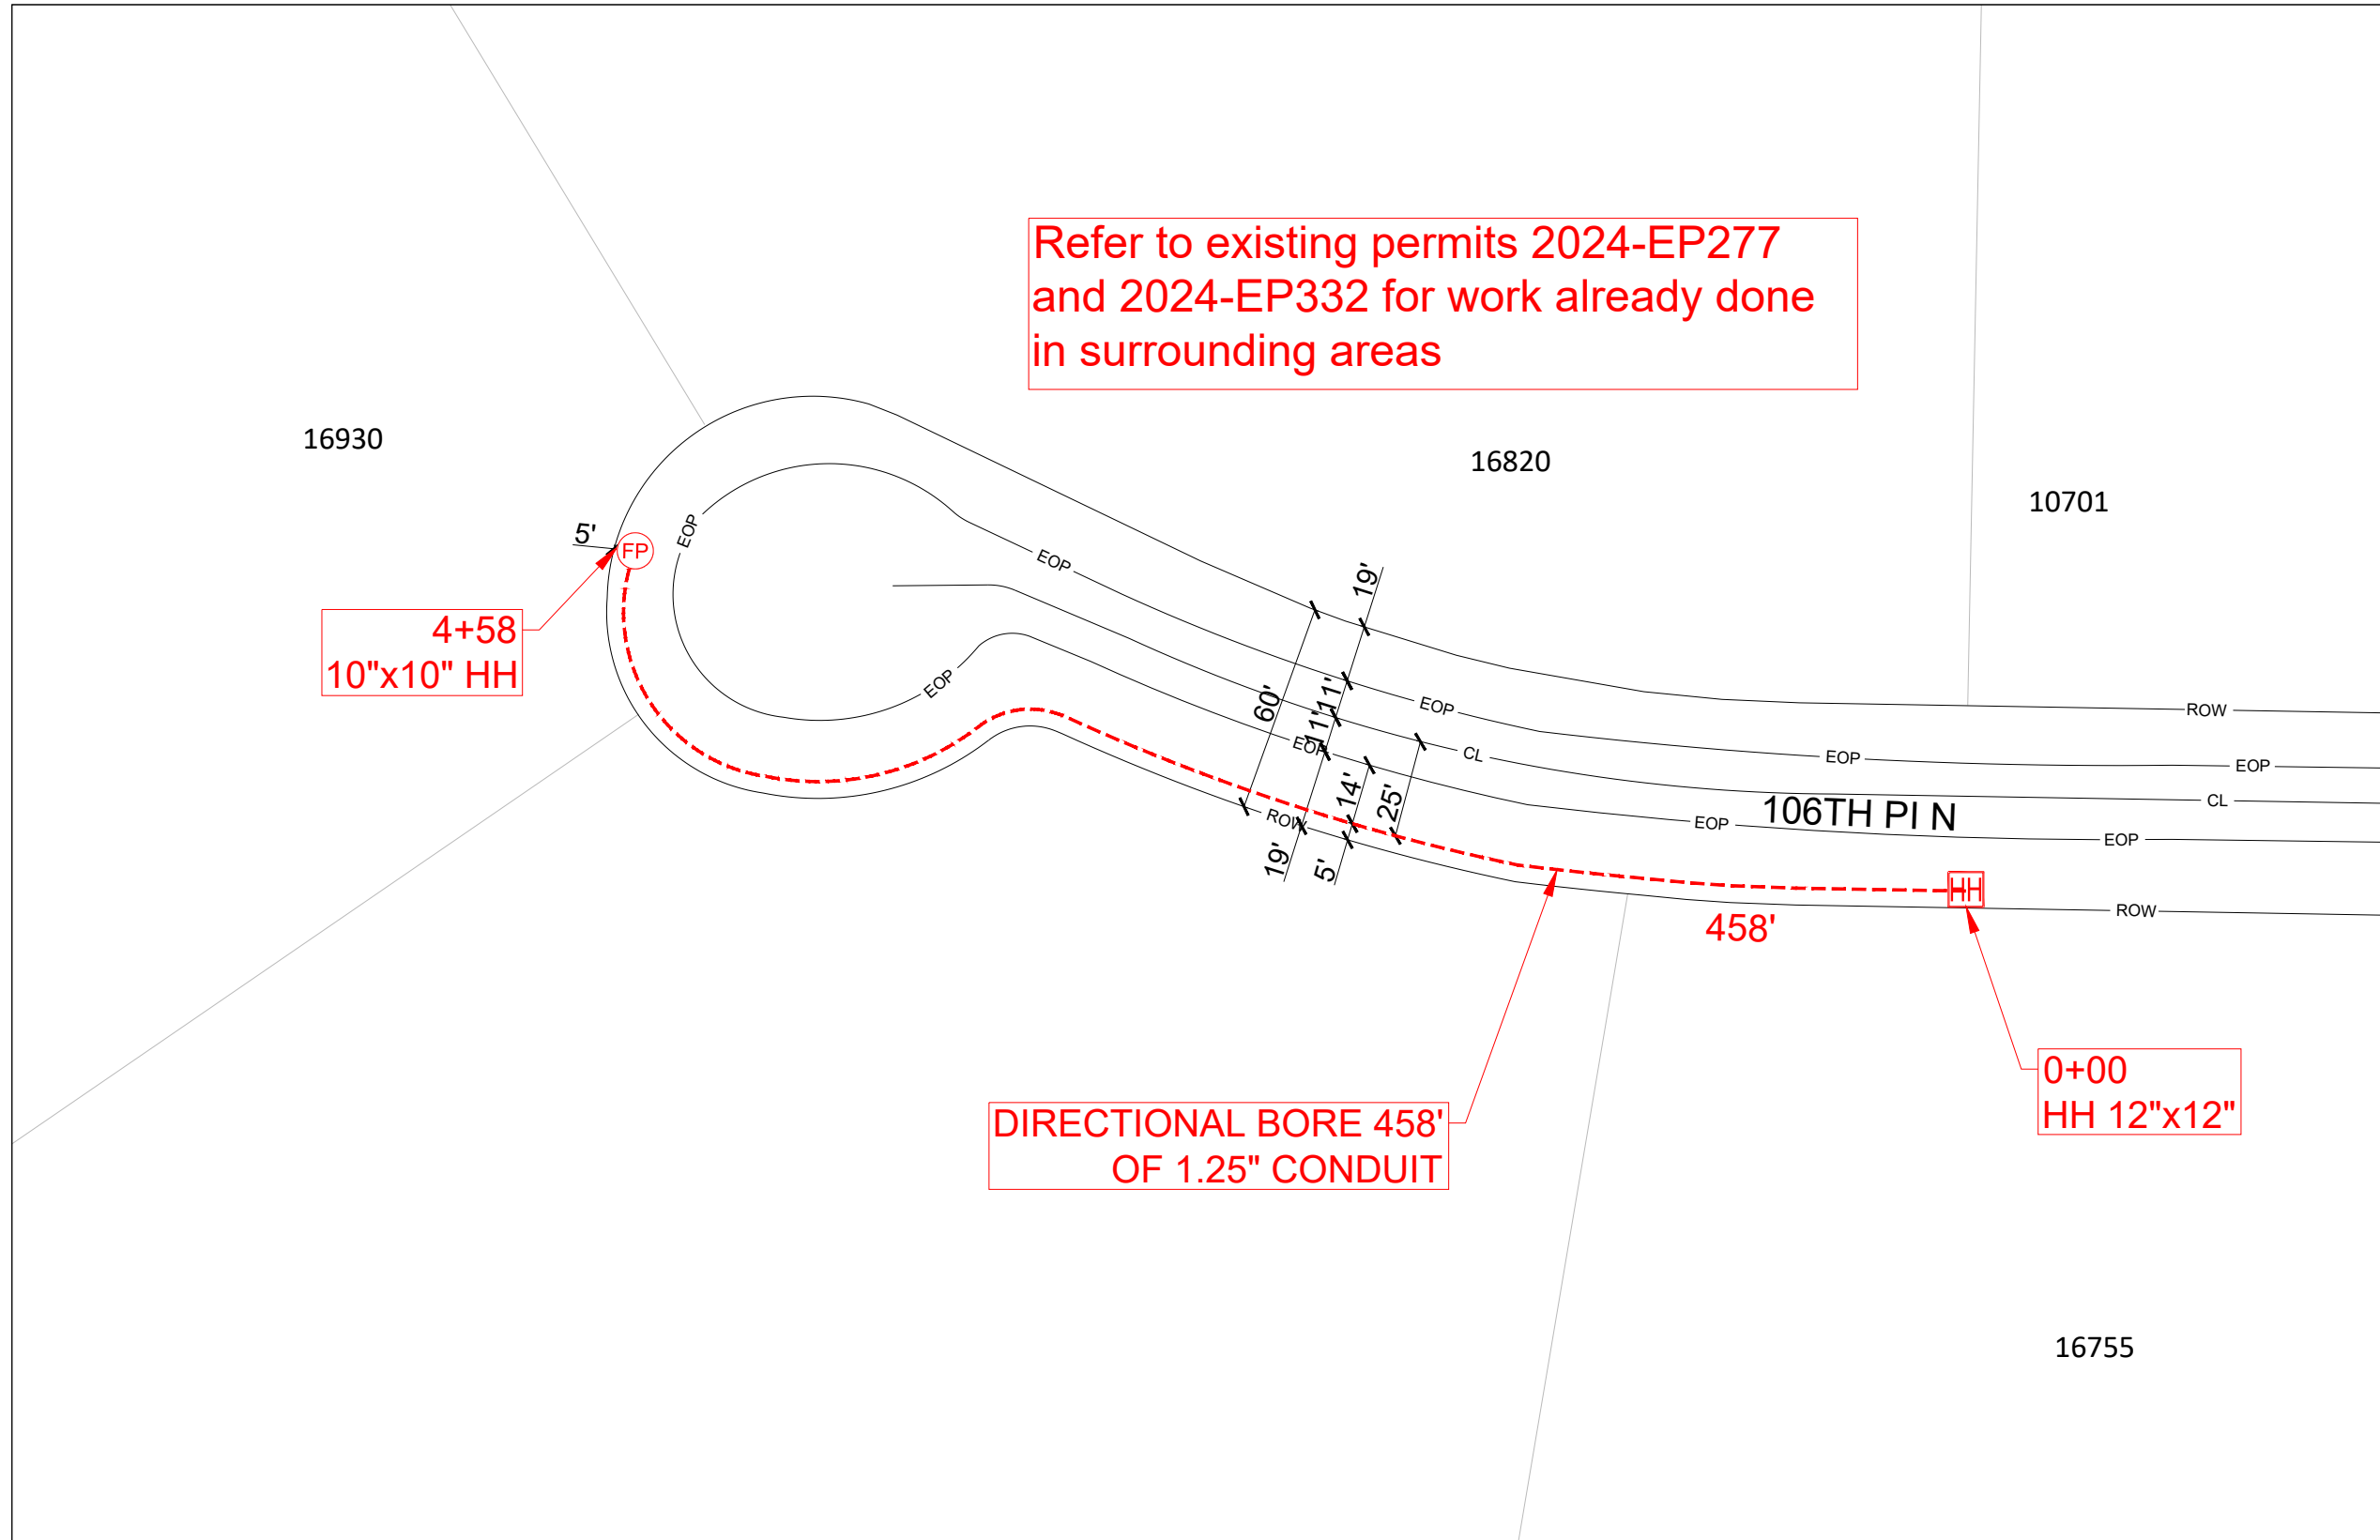 Refer to existing permits 2024-EP277
and 2024-EP332 for work already done
in surrounding areas
16930
16820
10701
5'
FP
EOP
EOP
4+58
10"x10" HH
EOP
19'
60'
11'
11'
EOP
EOP
CL
14'
25'
ROW
19'
5'
ROW
EOP
EOP
CL
106TH Pl N
EOP
EOP
HH
ROW
458'
DIRECTIONAL BORE 458'
OF 1.25" CONDUIT
0+00
HH 12"x12"
16755